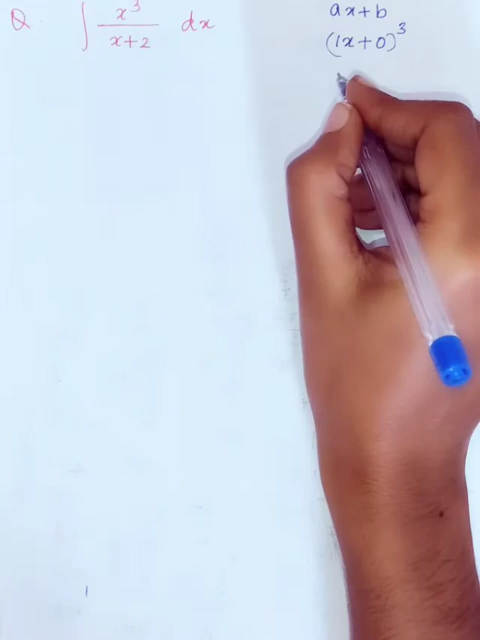 Q. ∫ x³/(x+2) dx
ax+b
(1x+0)³